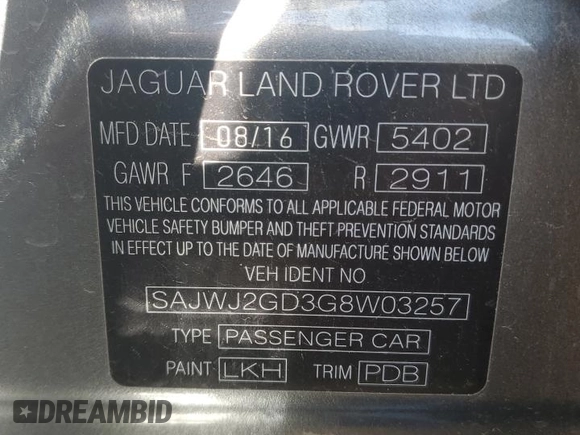 JAGUAR LAND ROVER LTD
MFD DATE 08/16 GVWR 5402
GAWR F 2646 R 2911
THIS VEHICLE CONFORMS TO ALL APPLICABLE FEDERAL MOTOR
VEHICLE SAFETY BUMPER AND THEFT PREVENTION STANDARDS
IN EFFECT UP TO THE DATE OF MANUFACTURE SHOWN BELOW
VEH IDENT NO
SAJWJ2GD3G8W03257
TYPE PASSENGER CAR
PAINT LKH TRIM PDB
DREAMBID